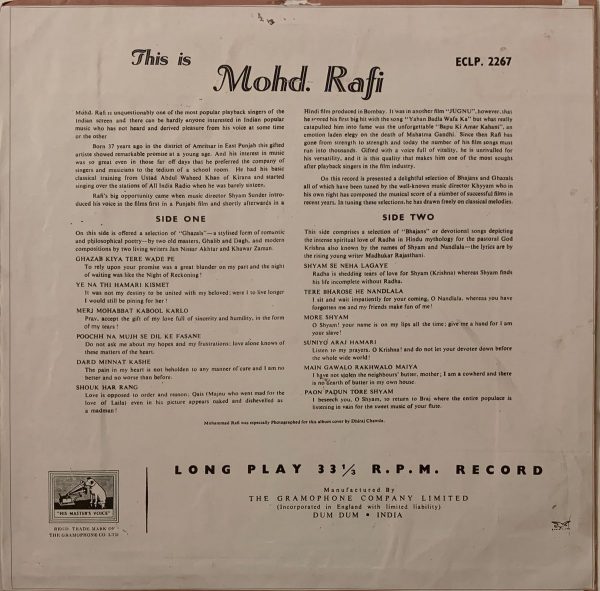 This is
Mohd. Rafi
ECLP. 2267
Mohd. Rafi is unquestionably one of the most popular playback singers of the
Indian screen and there can be hardly anyone interested in Indian popular
music who has not heard and derived pleasure from his voice at some time
or the other.
Born 37 years ago in the district of Amritsar in East Punjab this gifted
artiste showed remarkable promise at a young age. And his interest in music
was so great even in those far off days that he preferred the company of
singers and musicians to the tedium of a school room. He had his basic
classical training from Ustad Abdul Waheed Khan of Kirana and started
singing over the stations of All India Radio when he was barely sixteen.
Rafi's big opportunity came when music director Shyam Sunder intro-
duced his voice in the films first in a Punjabi film and shortly afterwards in a
Hindi film produced in Bombay. It was in another film "JUGNU", however, that
he scored his first big hit with the song "Yahan Badla Wafa Ka" but what really
catapulted him into fame was the unforgettable "Bapu Ki Amar Kahani", an
emotion laden elegy on the death of Mahatma Gandhi. Since then Rafi has
gone from strength to strength and today the number of his film songs must
run into thousands. Gifted with a voice full of vitality, he is unrivalled for
his versatility, and it is this quality that makes him one of the most sought
after playback singers in the film industry.
On this record is presented a delightful selection of Bhajans and Ghazals
all of which have been tuned by the well-known music director Khyyam who in
his own right has composed the musical score of a number of successful films in
recent years. In tuning these selections, he has drawn freely on classical melodies.
SIDE ONE
On this side is offered a selection of "Ghazals"—a stylised form of romantic
and philosophical poetry—by two old masters, Ghalib and Dagh, and modern
compositions by two living writers Jan Nissar Akhtar and Khawar Zaman.
GHAZAB KIYA TERE WADE PE
To rely upon your promise was a great blunder on my part and the night
of waiting was like the Night of Reckoning!
YE NA THI HAMARI KISMET
It was not my destiny to be united with my beloved; were I to live longer
I would still be pining for her!
MERI MOHABBAT KABOOL KARLO
Pray, accept the gift of my love full of sincerity and humility, in the form
of my tears!
POOCHH NA MUJH SE DIL KE FASANE
Do not ask me about my hopes and my frustrations; love alone knows of
these matters of the heart.
DARD MINNAT KASHE
The pain in my heart is not beholden to any manner of care and I am no
better and no worse than before.
SHOUK HAR RANG
Love is opposed to order and reason; Qais (Majnu who went mad for the
love of Laila) even in his picture appears naked and dishevelled as
a madman!
SIDE TWO
This side comprises a selection of "Bhajans" or devotional songs depicting
the intense spiritual love of Radha in Hindu mythology for the pastoral God
Krishna also known by the names of Shyam and Nandlala—the lyrics are by
the rising young writer Madhukar Rajasthani.
SHYAM SE NEHA LAGAYE
Radha is shedding tears of love for Shyam (Krishna) whereas Shyam finds
his life incomplete without Radha.
TERE BHAROSE HE NANDLALA
I sit and wait impatiently for your coming, O Nandlala, whereas you have
forgotten me and my friends make fun of me!
MORE SHYAM
O Shyam! your name is on my lips all the time; give me a hand for I am
your slave!
SUNIYO ARAJ HAMARI
Listen to my prayers, O Krishna! and do not let your devotee down before
the whole wide world!
MAIN GAWALO RAKHWALO MAIYA
I have not stolen the neighbours' butter, mother; I am a cowherd and there
is no dearth of butter in my own house.
PAON PADUN TORE SHYAM
I beseech you, O Shyam, to return to Braj where the entire populace is
listening in vain for the sweet music of your flute.
Mohammed Rafi was especially Photographed for this album cover by Dhiraj Chawda.
LONG PLAY 33⅓ R.P.M. RECORD
Manufactured By
THE GRAMOPHONE COMPANY LIMITED
(Incorporated in England with limited liability)
DUM DUM • INDIA
"HIS MASTER'S VOICE"
REGD. TRADE MARK OF
THE GRAMOPHONE CO. LTD.